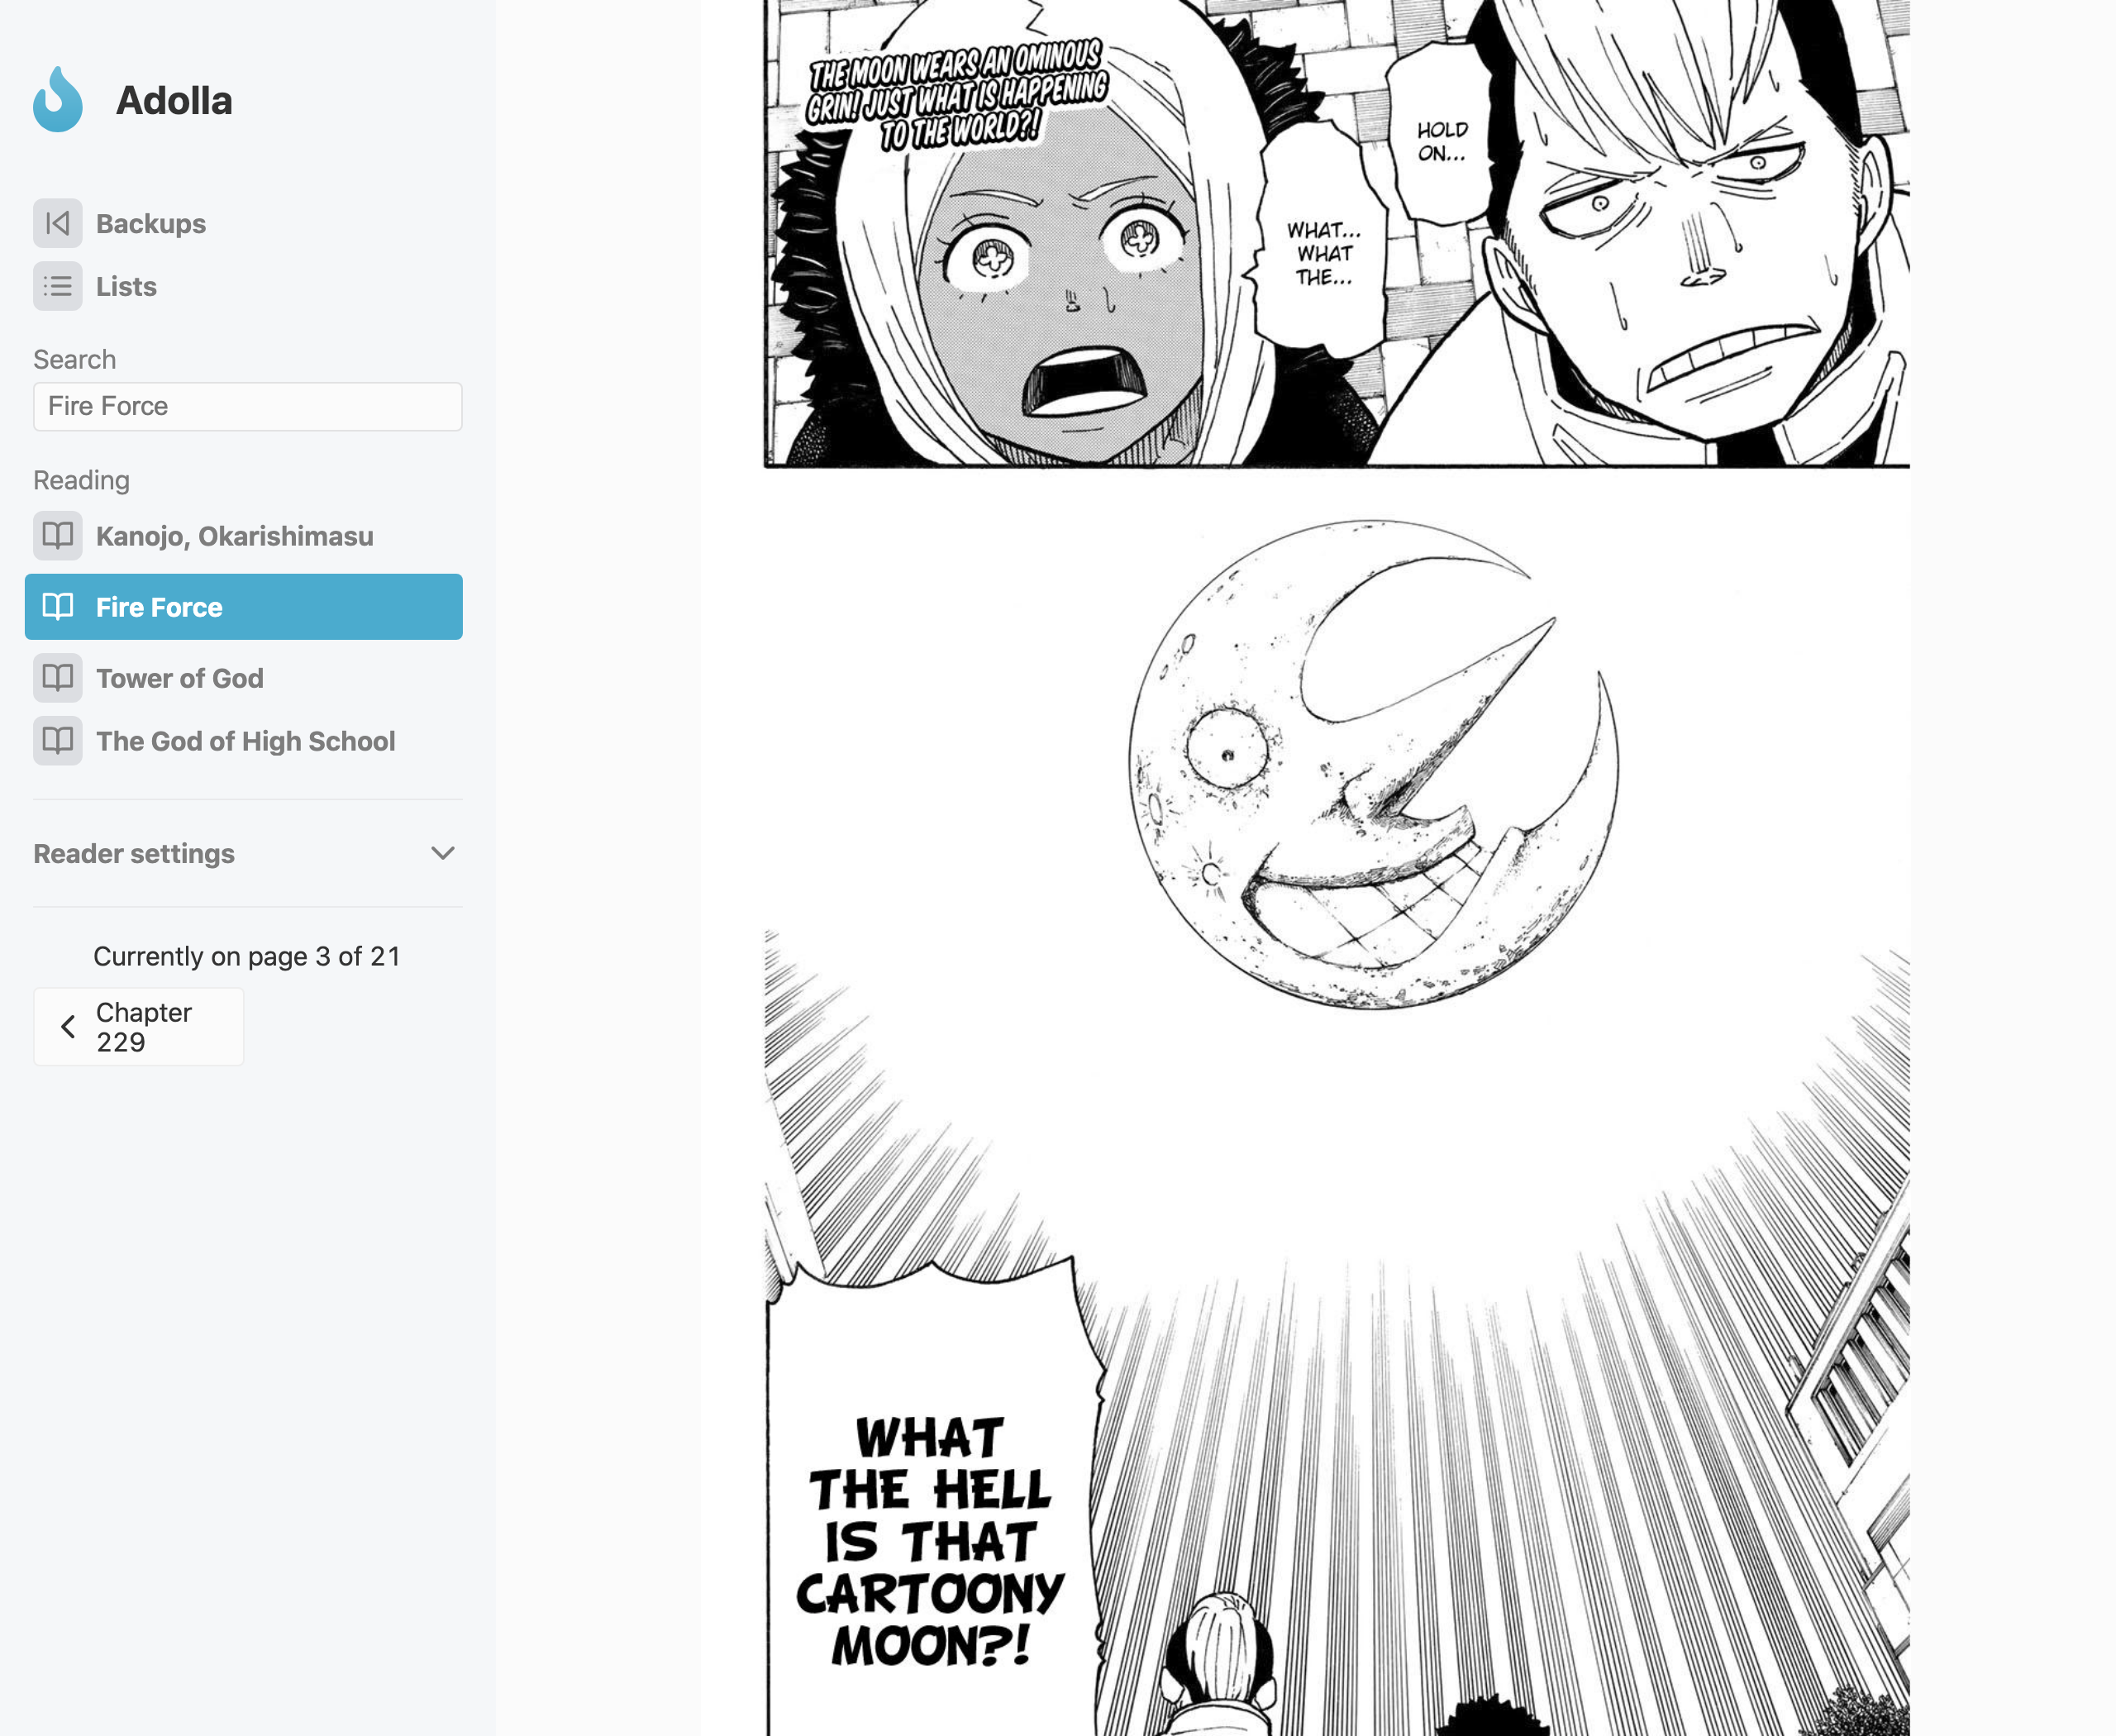 Adolla
Backups
Lists
Search
Fire Force
Reading
Kanojo, Okarishimasu
Fire Force
Tower of God
The God of High School
Reader settings
Currently on page 3 of 21
Chapter
229
THE MOON WEARS AN OMINOUS
GRIN! JUST WHAT IS HAPPENING
TO THE WORLD?!
HOLD
ON...
WHAT...
WHAT
THE...
WHAT
THE HELL
IS THAT
CARTOONY
MOON?!